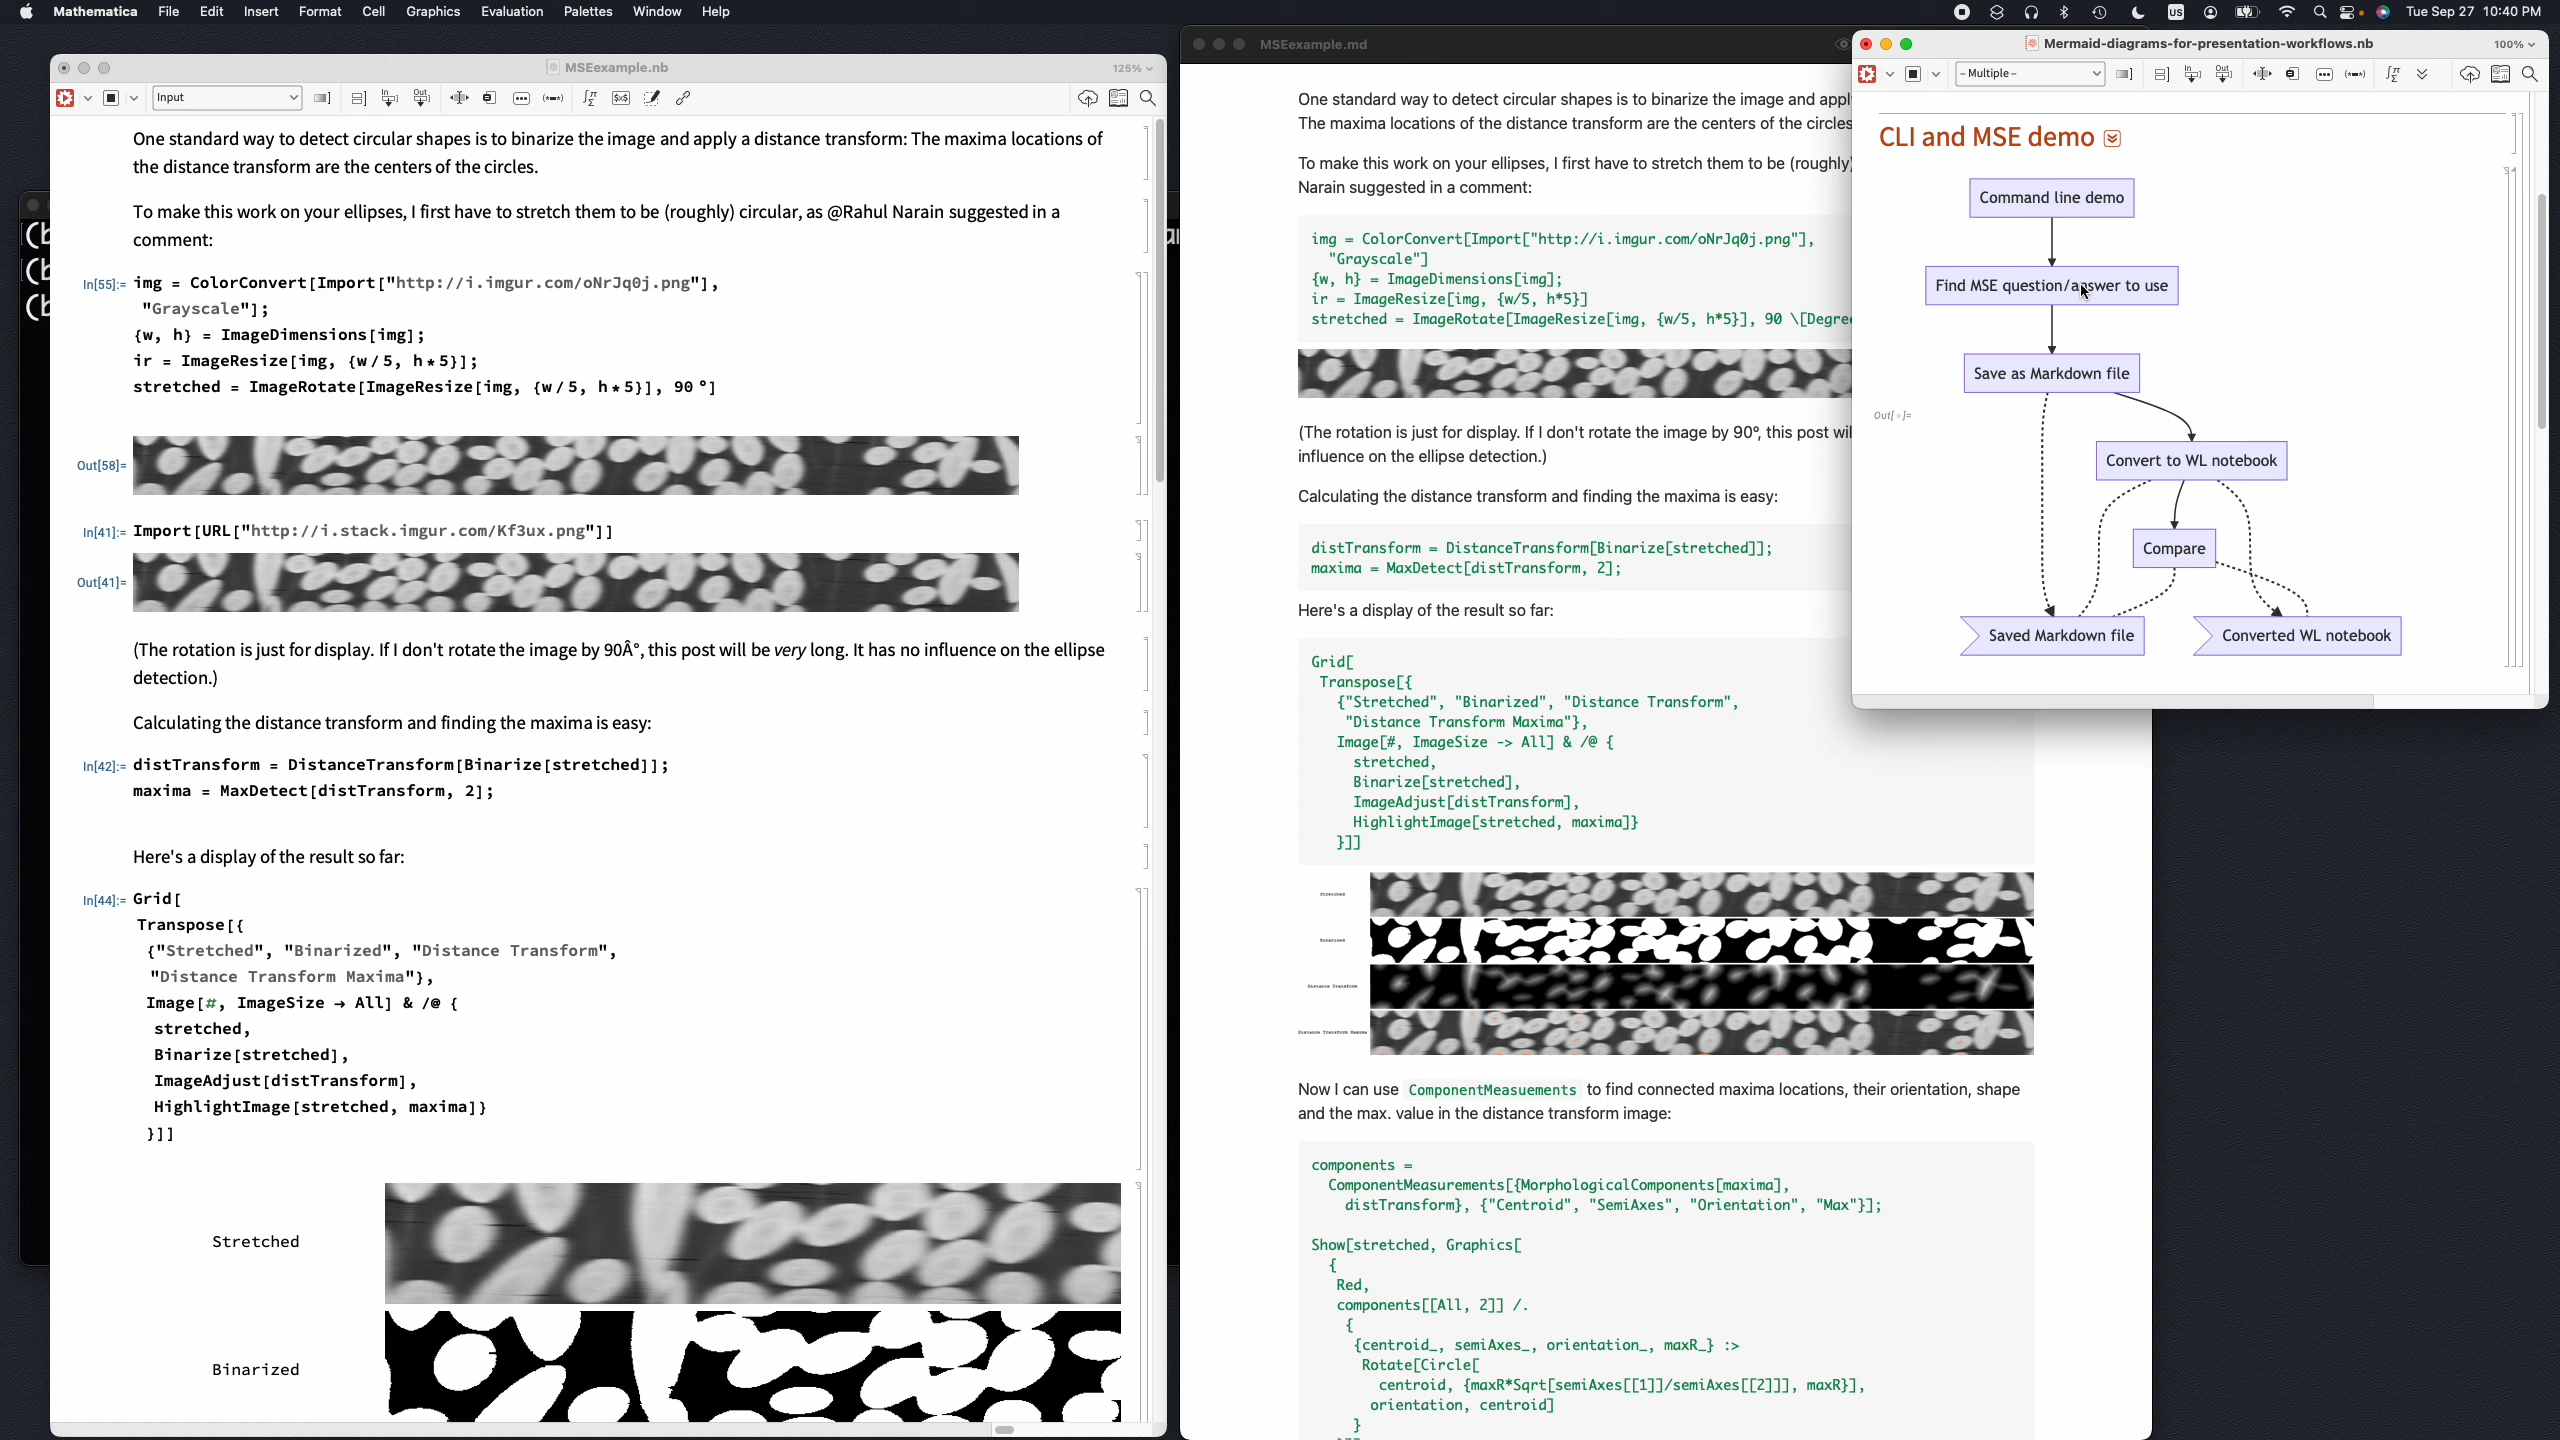 Mathematica File Edit Insert Format Cell Graphics Evaluation Palettes Window Help
US
Tue Sep 27 10:40 PM
MSEexample.nb
125%
Input
One standard way to detect circular shapes is to binarize the image and apply a distance transform: The maxima locations of
the distance transform are the centers of the circles.
To make this work on your ellipses, I first have to stretch them to be (roughly) circular, as @Rahul Narain suggested in a
comment:
In[55]:= img = ColorConvert[Import["http://i.imgur.com/oNrJq0j.png"],
"Grayscale"];
{w, h} = ImageDimensions[img];
ir = ImageResize[img, {w/5, h*5}];
stretched = ImageRotate[ImageResize[img, {w/5, h*5}], 90 °]
Out[58]=
In[41]:= Import[URL["http://i.stack.imgur.com/Kf3ux.png"]]
Out[41]=
(The rotation is just for display. If I don't rotate the image by 90Â°, this post will be very long. It has no influence on the ellipse
detection.)
Calculating the distance transform and finding the maxima is easy:
In[42]:= distTransform = DistanceTransform[Binarize[stretched]];
maxima = MaxDetect[distTransform, 2];
Here's a display of the result so far:
In[44]:= Grid[
Transpose[{
{"Stretched", "Binarized", "Distance Transform",
"Distance Transform Maxima"},
Image[#, ImageSize → All] & /@ {
stretched,
Binarize[stretched],
ImageAdjust[distTransform],
HighlightImage[stretched, maxima]}
}]]
Stretched
Binarized
(b
(b
(b
MSEexample.md
One standard way to detect circular shapes is to binarize the image and appl
The maxima locations of the distance transform are the centers of the circles
To make this work on your ellipses, I first have to stretch them to be (roughly)
Narain suggested in a comment:
img = ColorConvert[Import["http://i.imgur.com/oNrJq0j.png"],
"Grayscale"]
{w, h} = ImageDimensions[img];
ir = ImageResize[img, {w/5, h*5}]
stretched = ImageRotate[ImageResize[img, {w/5, h*5}], 90 \[Degre
(The rotation is just for display. If I don't rotate the image by 90°, this post wil
influence on the ellipse detection.)
Calculating the distance transform and finding the maxima is easy:
distTransform = DistanceTransform[Binarize[stretched]];
maxima = MaxDetect[distTransform, 2];
Here's a display of the result so far:
Grid[
Transpose[{
{"Stretched", "Binarized", "Distance Transform",
"Distance Transform Maxima"},
Image[#, ImageSize -> All] & /@ {
stretched,
Binarize[stretched],
ImageAdjust[distTransform],
HighlightImage[stretched, maxima]}
}]]
Stretched
Binarized
Distance Transform
Distance Transform Maxima
Now I can use ComponentMeasuements to find connected maxima locations, their orientation, shape
and the max. value in the distance transform image:
components =
ComponentMeasurements[{MorphologicalComponents[maxima],
distTransform}, {"Centroid", "SemiAxes", "Orientation", "Max"}];
Show[stretched, Graphics[
{
Red,
components[[All, 2]] /.
{
{centroid_, semiAxes_, orientation_, maxR_} :>
Rotate[Circle[
centroid, {maxR*Sqrt[semiAxes[[1]]/semiAxes[[2]]], maxR}],
orientation, centroid]
}
Mermaid-diagrams-for-presentation-workflows.nb
100%
- Multiple -
CLI and MSE demo
Command line demo
Find MSE question/answer to use
Save as Markdown file
Out[ ]=
Convert to WL notebook
Compare
Saved Markdown file
Converted WL notebook